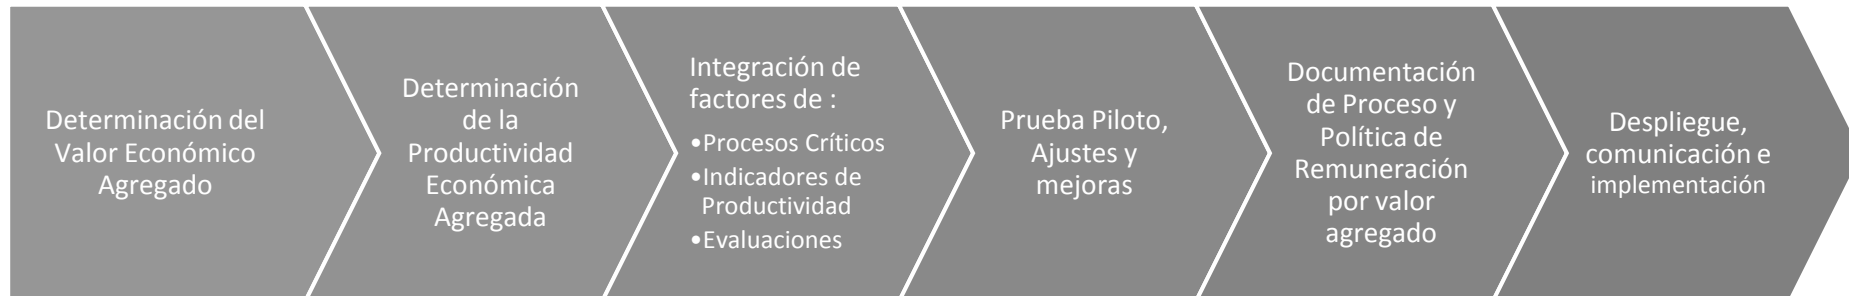 Determinación del
Valor Económico
Agregado
Determinación
de la
Productividad
Económica
Agregada
Integración de
factores de :
•Procesos Críticos
•Indicadores de
Productividad
•Evaluaciones
Prueba Piloto,
Ajustes y
mejoras
Documentación
de Proceso y
Política de
Remuneración
por valor
agregado
Despliegue,
comunicación e
implementación